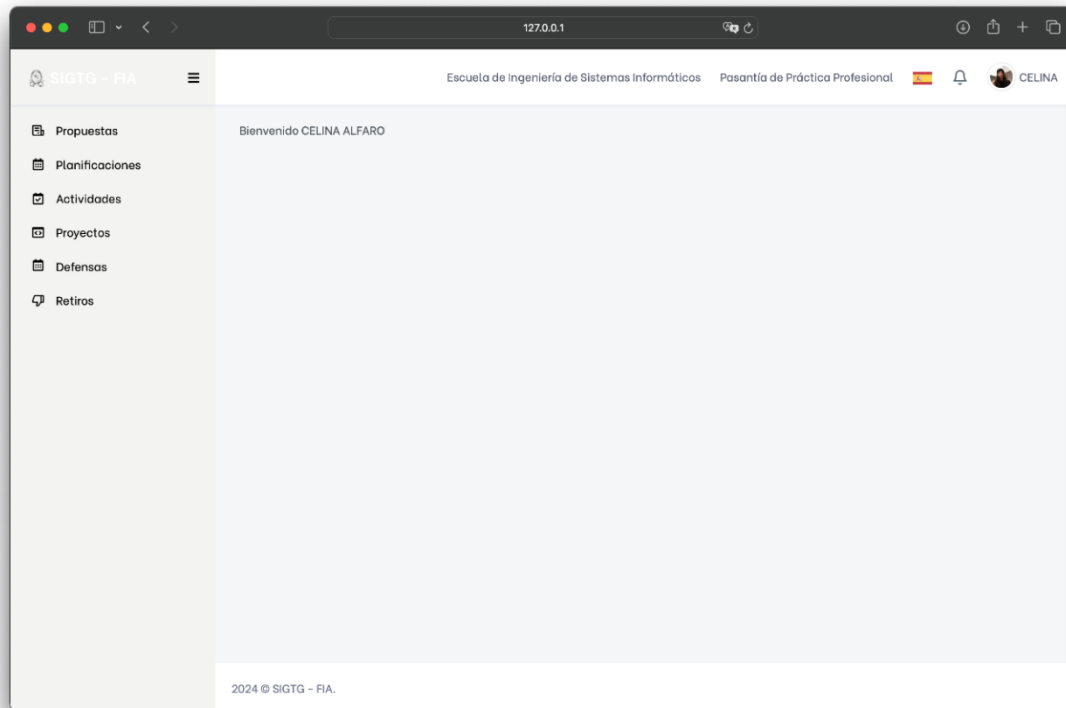 127.0.0.1
SIGTG - FIA
Escuela de Ingeniería de Sistemas Informáticos Pasantía de Práctica Profesional CELINA
Propuestas
Planificaciones
Actividades
Proyectos
Defensas
Retiros
Bienvenido CELINA ALFARO
2024 © SIGTG - FIA.